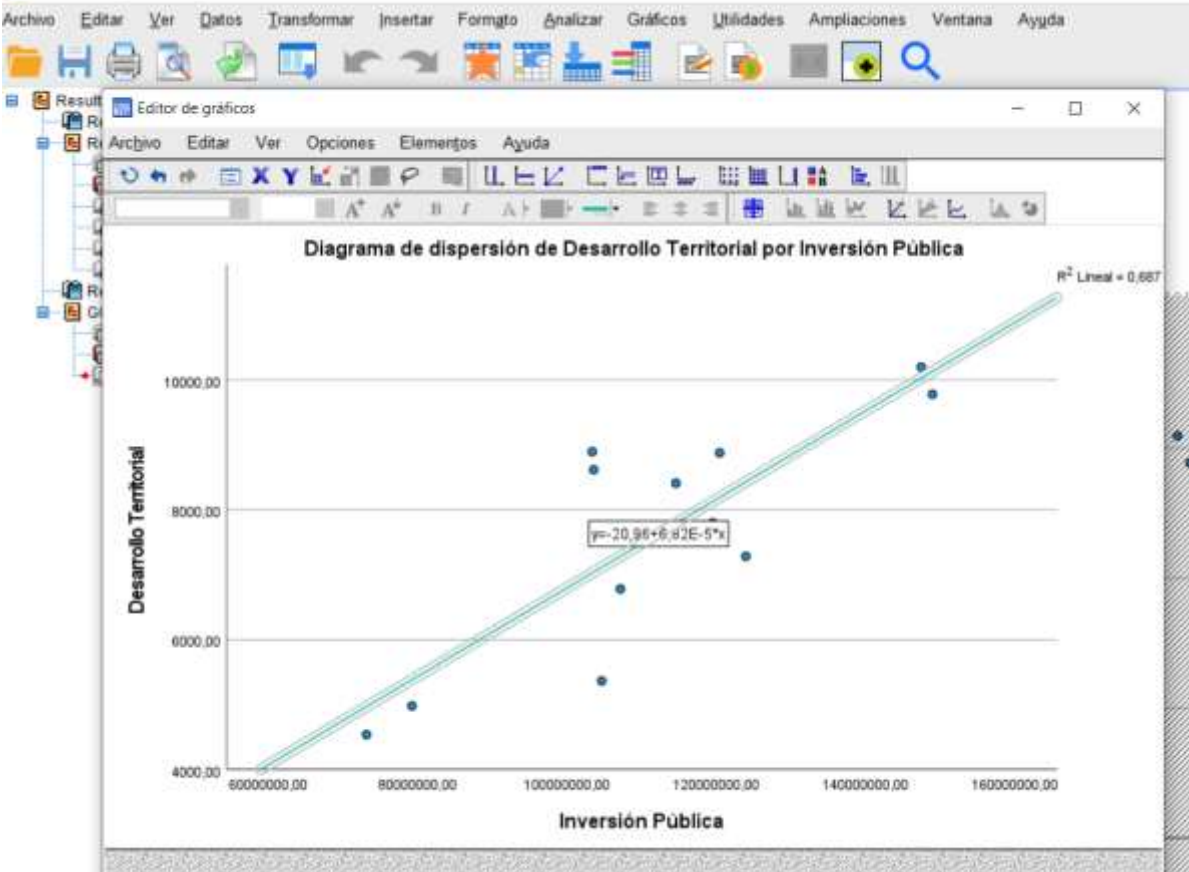 Archivo Editar Ver Datos Transformar Insertar Formato Analizar Gráficos Utilidades Ampliaciones Ventana Ayuda
Result
Editor de gráficos
Archivo Editar Ver Opciones Elementos Ayuda
Diagrama de dispersión de Desarrollo Territorial por Inversión Pública
R² Lineal = 0,687
10000,00
8000,00
6000,00
4000,00
Desarrollo Territorial
y=-20,96+6,82E-5*x
60000000,00 80000000,00 100000000,00 120000000,00 140000000,00 160000000,00
Inversión Pública